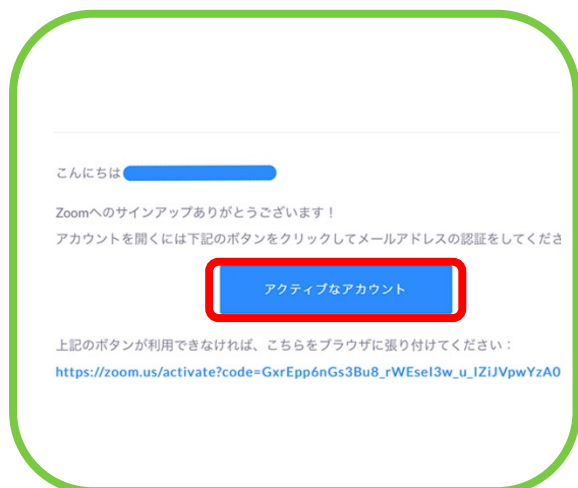 こんにちは
Zoomへのサインアップありがとうございます！
アカウントを開くには下記のボタンをクリックしてメールアドレスの認証をしてくださ
アクティブなアカウント
上記のボタンが利用できなければ、こちらをブラウザに張り付けてください：
https://zoom.us/activate?code=GxrEpp6nGs3Bu8_rWEseI3w_u_IZiJVpwYzA0